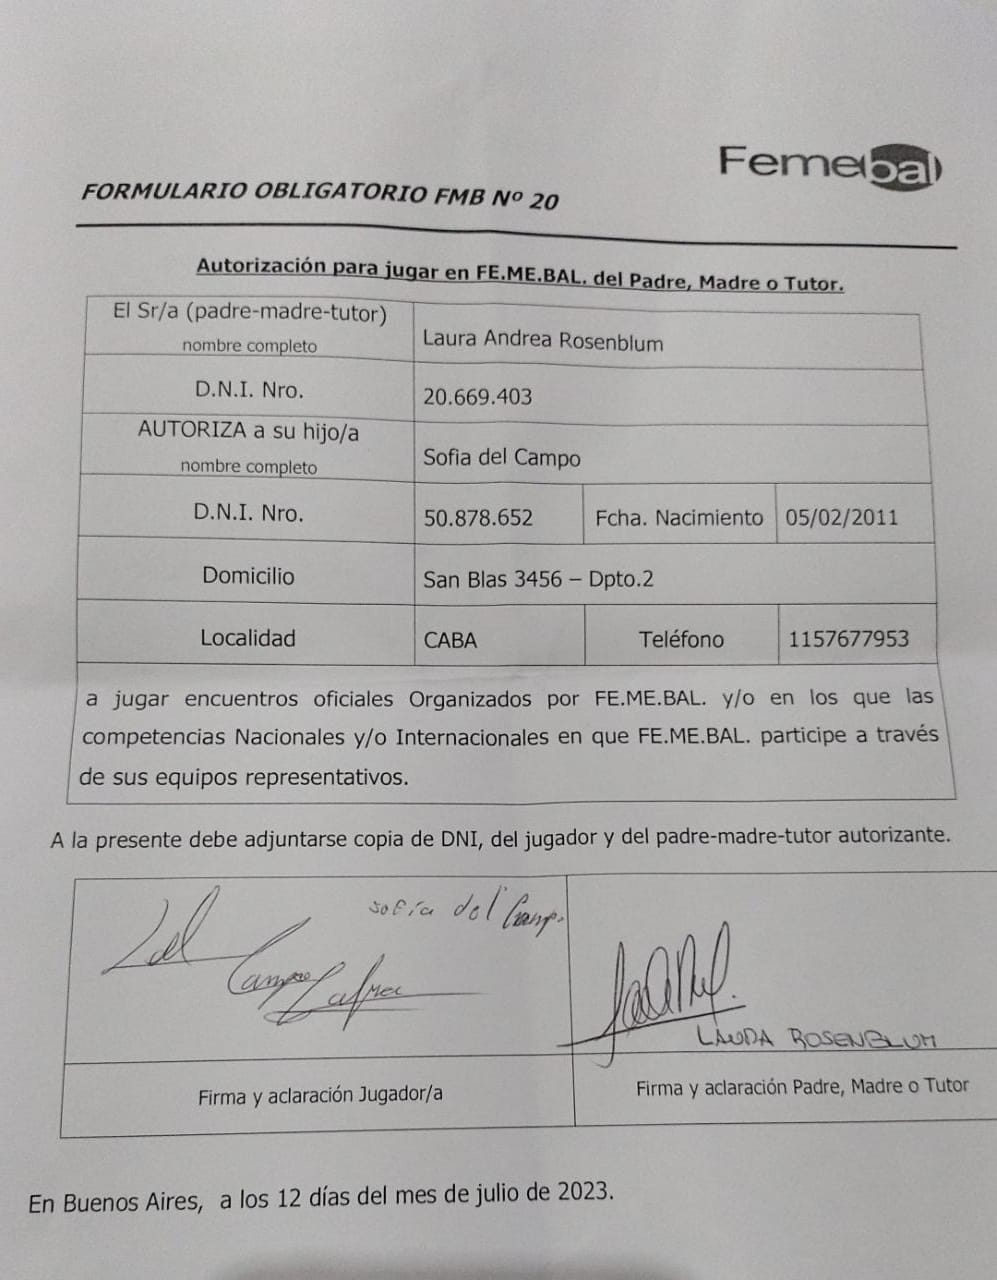 Femebal
FORMULARIO OBLIGATORIO FMB Nº 20
Autorización para jugar en FE.ME.BAL. del Padre, Madre o Tutor.
El Sr/a (padre-madre-tutor)
nombre completo
Laura Andrea Rosenblum
D.N.I. Nro.
20.669.403
AUTORIZA a su hijo/a
nombre completo
Sofia del Campo
D.N.I. Nro.
50.878.652
Fcha. Nacimiento
05/02/2011
Domicilio
San Blas 3456 – Dpto.2
Localidad
CABA
Teléfono
1157677953
a jugar encuentros oficiales Organizados por FE.ME.BAL. y/o en los que las
competencias Nacionales y/o Internacionales en que FE.ME.BAL. participe a través
de sus equipos representativos.
A la presente debe adjuntarse copia de DNI, del jugador y del padre-madre-tutor autorizante.
sofia del Camp.
Campo
LAURA ROSENBLUM
Firma y aclaración Jugador/a
Firma y aclaración Padre, Madre o Tutor
En Buenos Aires, a los 12 días del mes de julio de 2023.